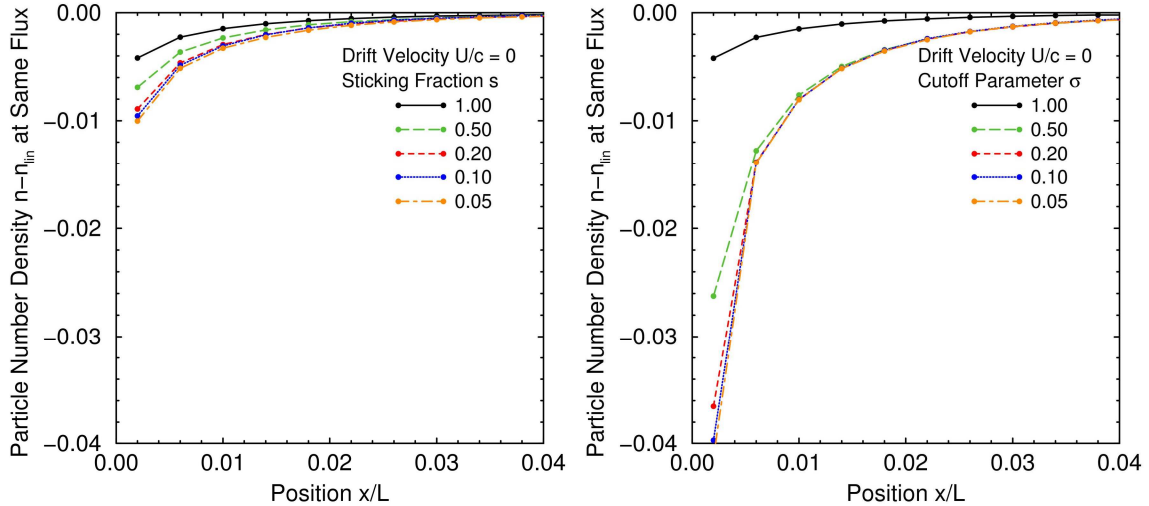 Particle Number Density n−n_lin at Same Flux
0.00
−0.01
−0.02
−0.03
−0.04
0.00 0.01 0.02 0.03 0.04
Position x/L
Drift Velocity U/c = 0
Sticking Fraction s
1.00
0.50
0.20
0.10
0.05
Particle Number Density n−n_lin at Same Flux
0.00
−0.01
−0.02
−0.03
−0.04
0.00 0.01 0.02 0.03 0.04
Position x/L
Drift Velocity U/c = 0
Cutoff Parameter σ
1.00
0.50
0.20
0.10
0.05